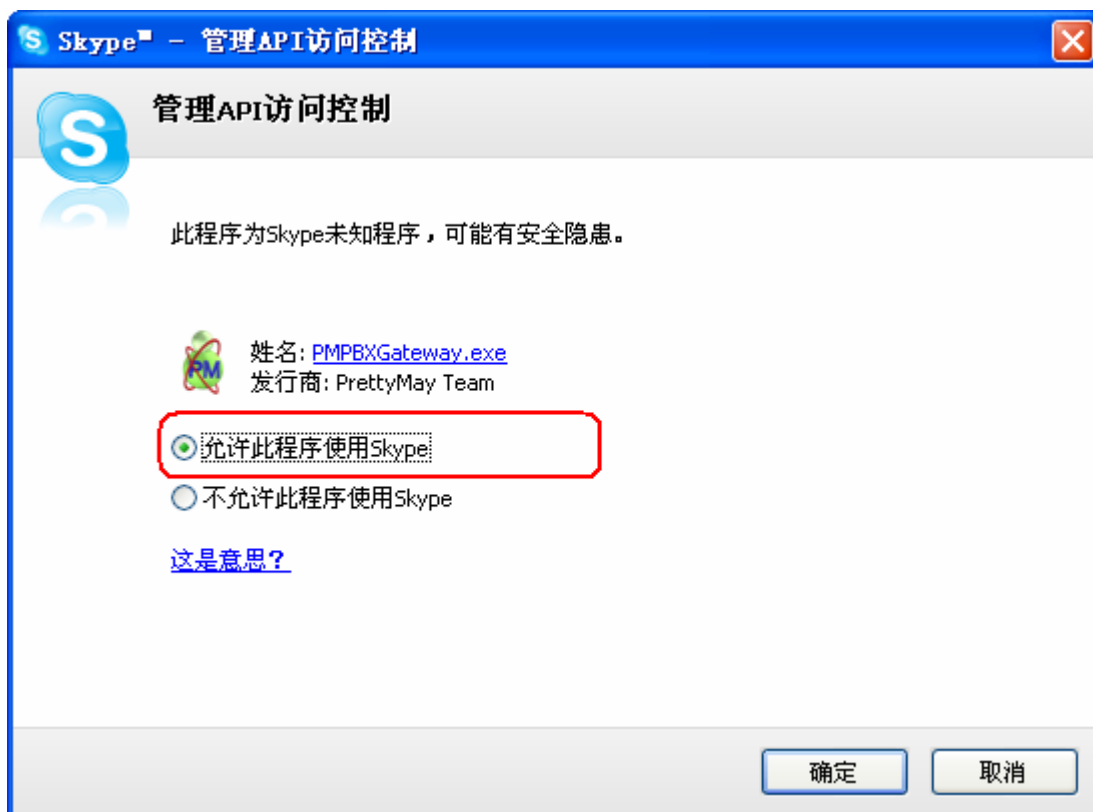 Skype™ - 管理API访问控制
管理API访问控制
此程序为Skype未知程序，可能有安全隐患。
姓名: PMPBXGateway.exe
发行商: PrettyMay Team
允许此程序使用Skype
不允许此程序使用Skype
这是意思？
确定
取消